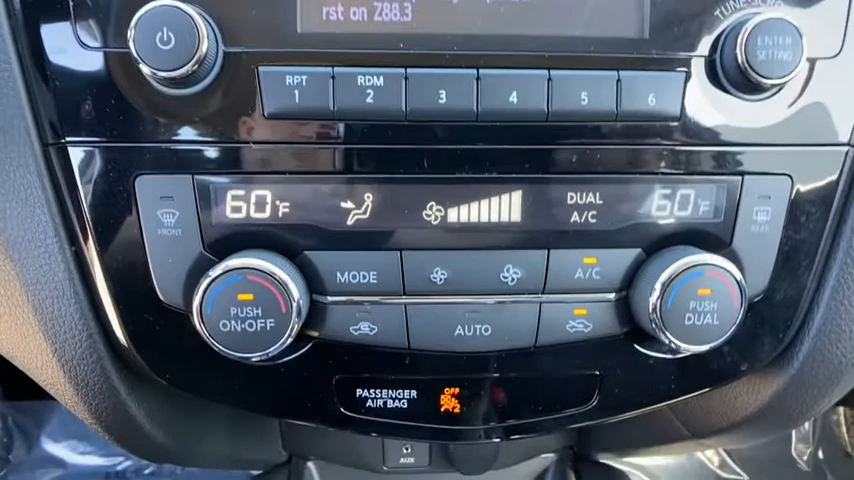 rst on Z88.3
TUNE·SCROLL
ENTER
SETTING
RPT
1
RDM
2
3
4
5
6
60°F
DUAL
A/C
60°F
FRONT
REAR
MODE
A/C
PUSH
ON•OFF
AUTO
PUSH
DUAL
PASSENGER
AIR BAG
OFF
2
AUX